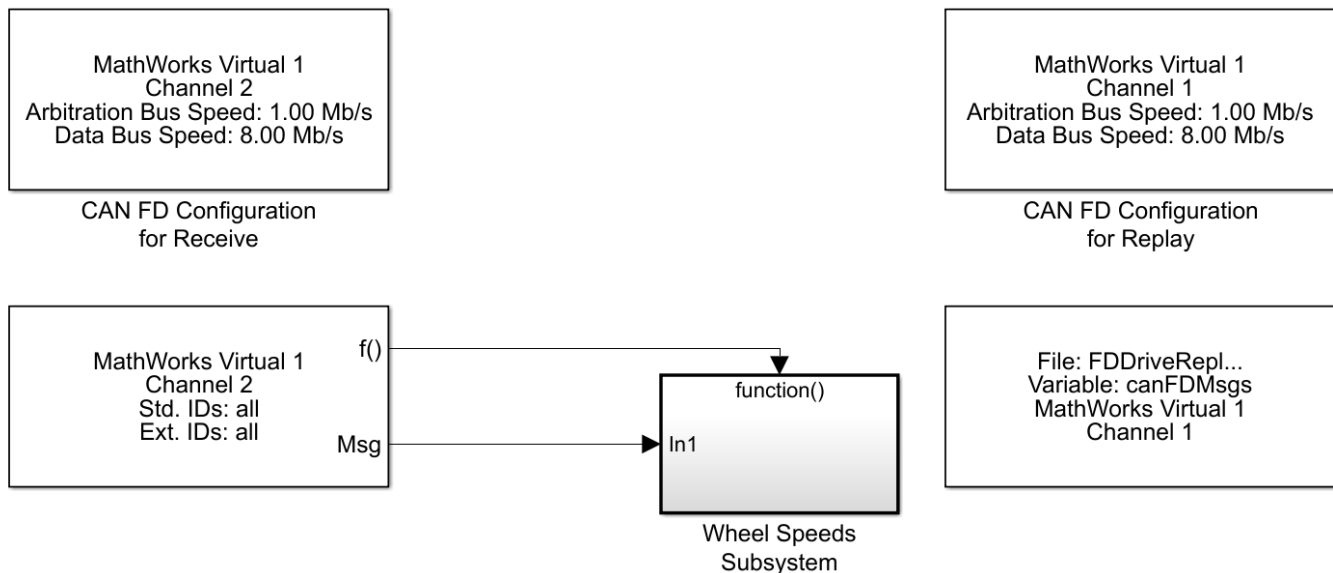 MathWorks Virtual 1
Channel 2
Arbitration Bus Speed: 1.00 Mb/s
Data Bus Speed: 8.00 Mb/s
CAN FD Configuration
for Receive
MathWorks Virtual 1
Channel 1
Arbitration Bus Speed: 1.00 Mb/s
Data Bus Speed: 8.00 Mb/s
CAN FD Configuration
for Replay
MathWorks Virtual 1
Channel 2
Std. IDs: all
Ext. IDs: all
f()
Msg
function()
In1
Wheel Speeds
Subsystem
File: FDDriveRepl...
Variable: canFDMsgs
MathWorks Virtual 1
Channel 1